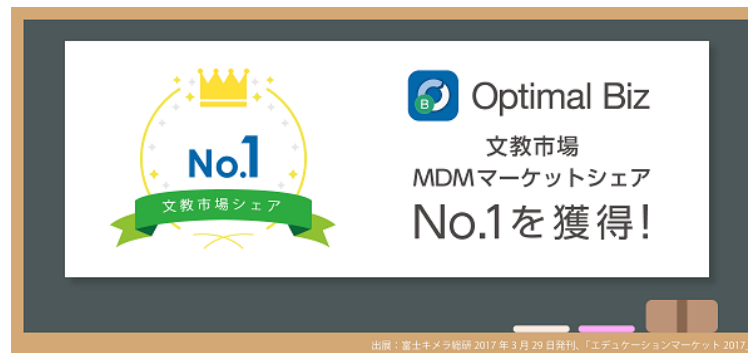 No.1
文教市場シェア
B
Optimal Biz
文教市場
MDMマーケットシェア
No.1を獲得!
出展:富士キメラ総研 2017 年 3 月 29 日発刊、「エデュケーションマーケット 2017」